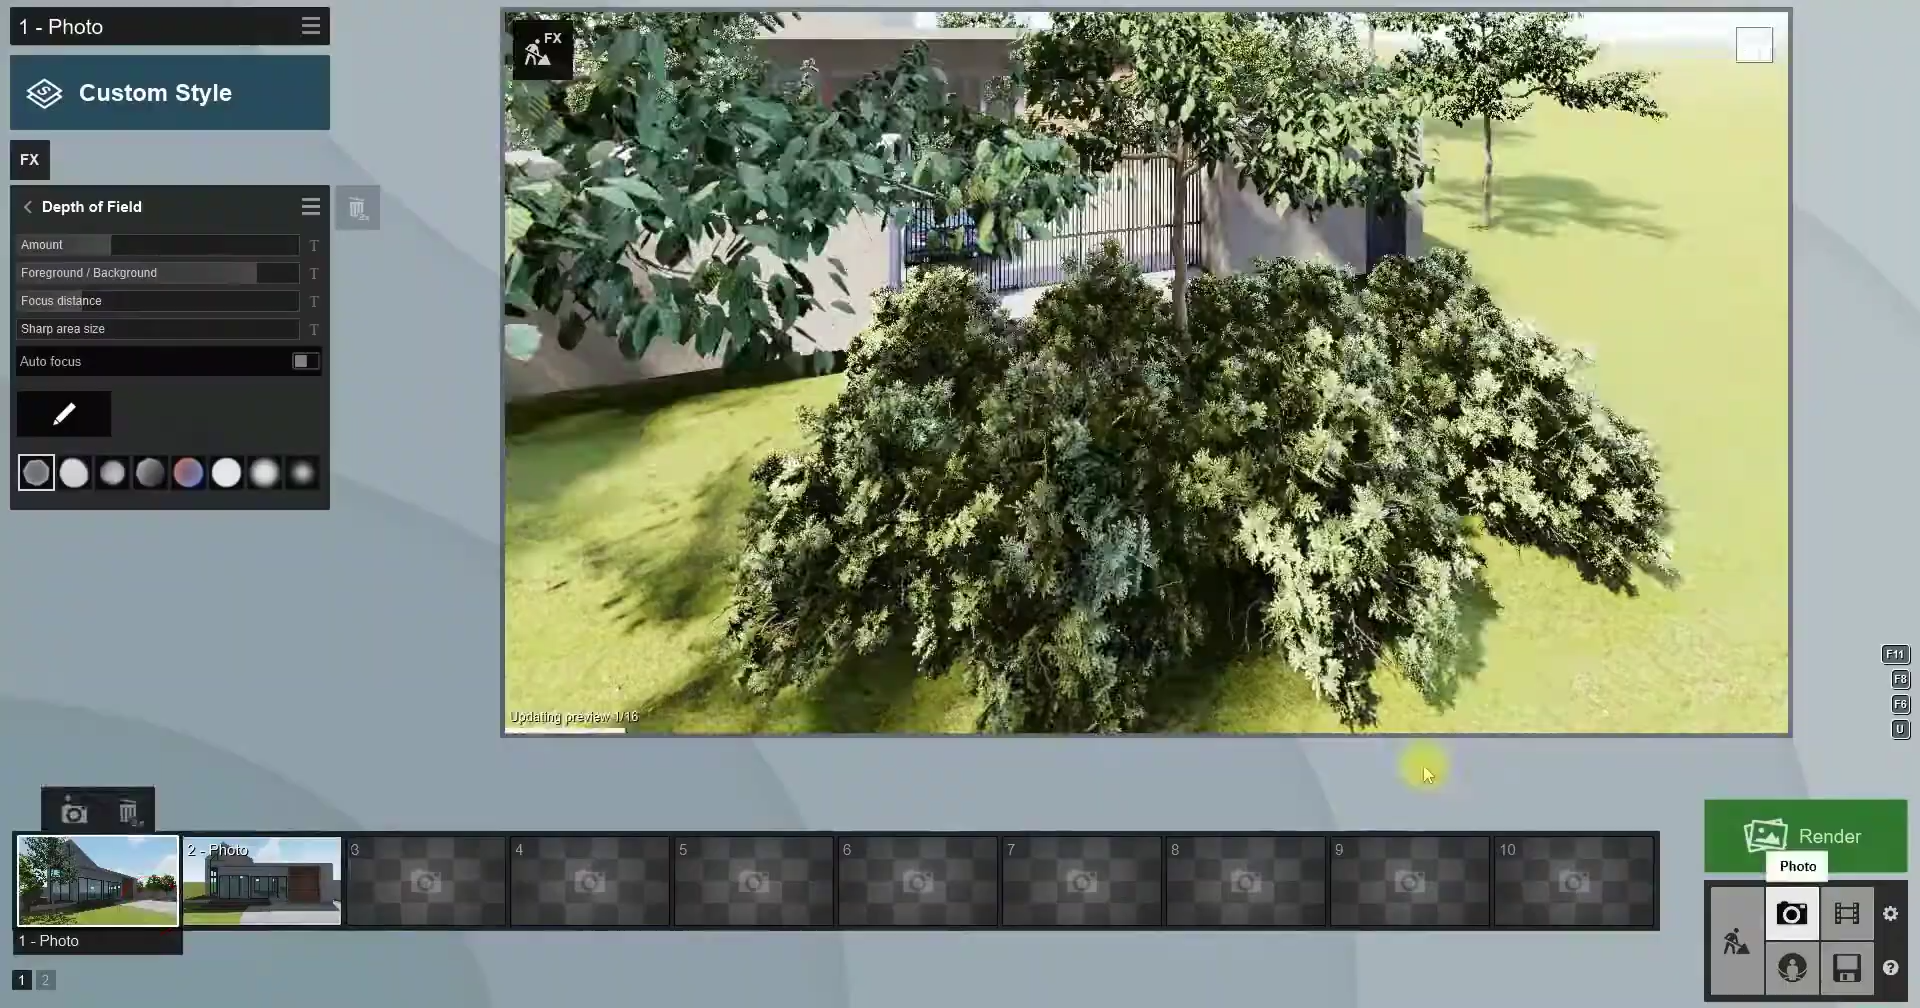 1 - Photo
Custom Style
FX
Depth of Field
Amount T
Foreground / Background T
Focus distance T
Sharp area size T
Auto focus
FX
Updating preview 1/16
F11
F8
F6
U
2 - Photo
3
4
5
6
7
8
9
10
1 - Photo
1 2
Render
Photo
?